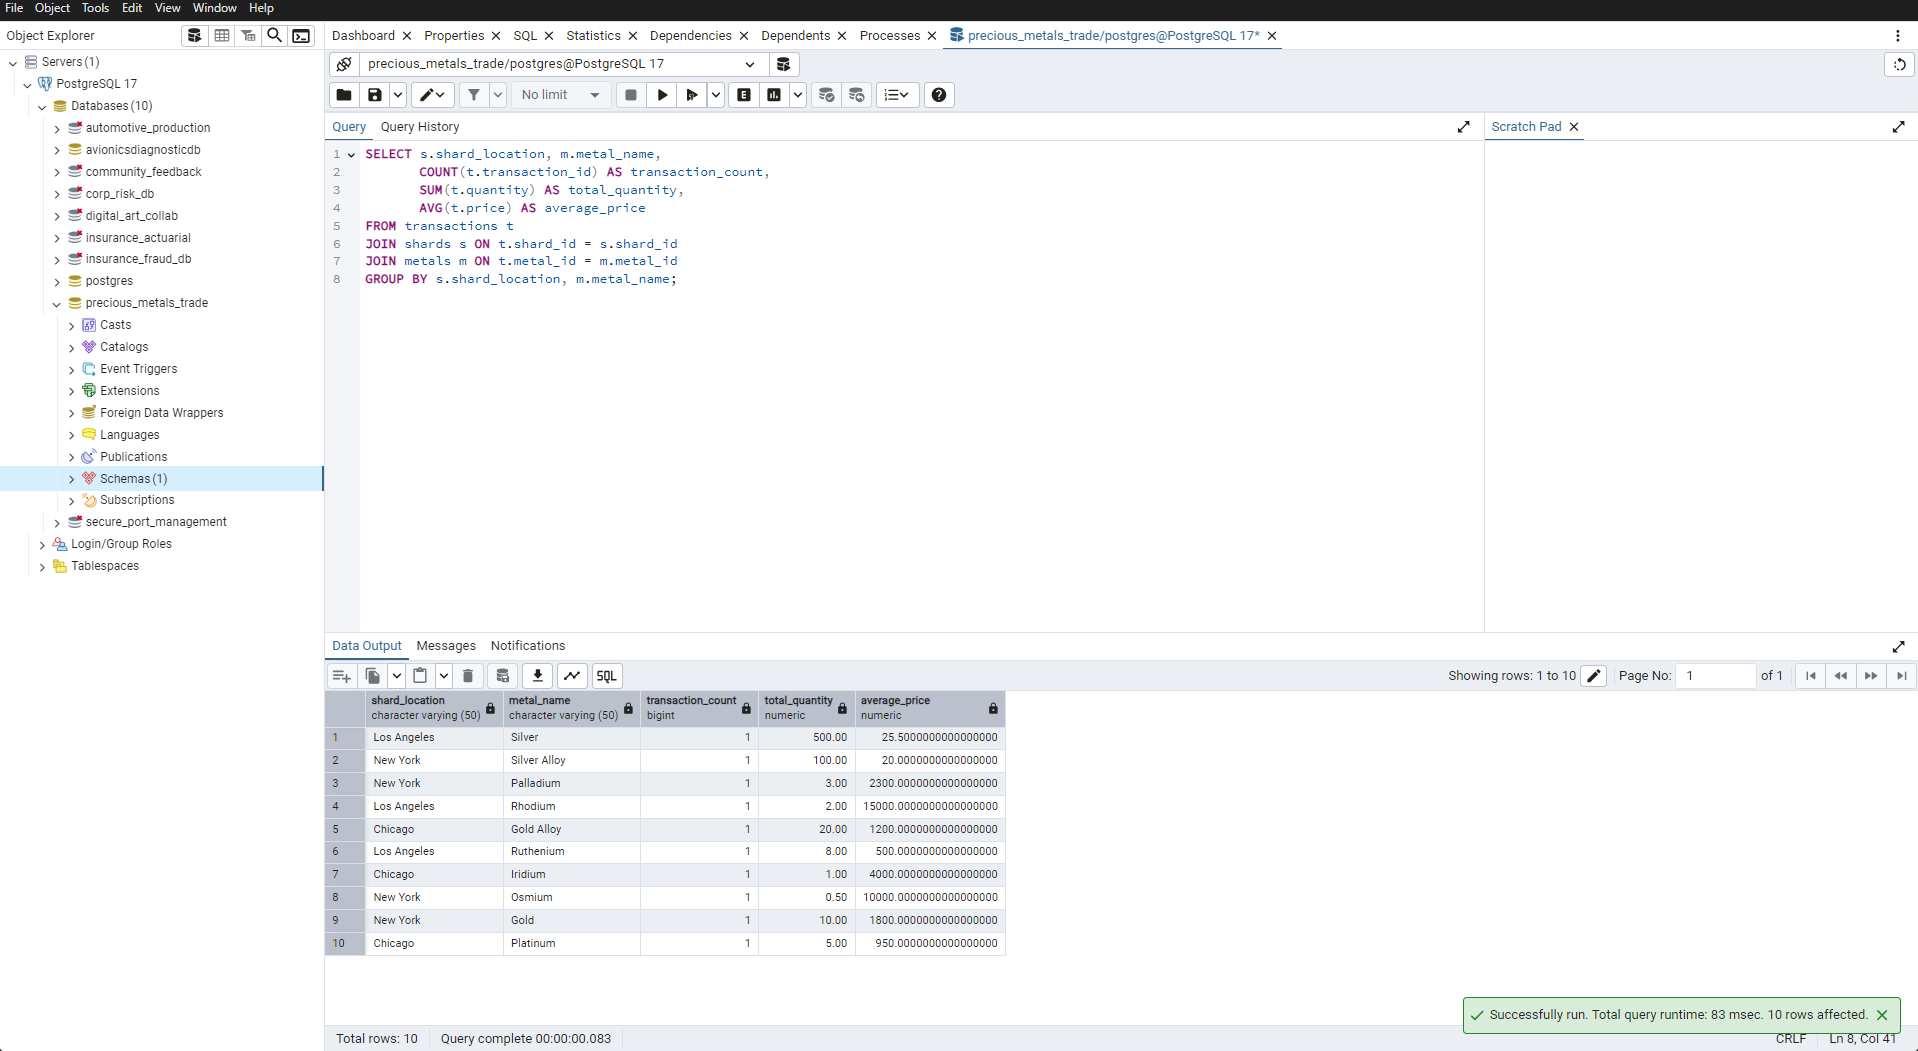 File Object Tools Edit View Window Help
Object Explorer
Dashboard Properties SQL Statistics Dependencies Dependents Processes precious_metals_trade/postgres@PostgreSQL 17*
Servers (1)
PostgreSQL 17
Databases (10)
automotive_production
avionicsdiagnosticdb
community_feedback
corp_risk_db
digital_art_collab
insurance_actuarial
insurance_fraud_db
postgres
precious_metals_trade
Casts
Catalogs
Event Triggers
Extensions
Foreign Data Wrappers
Languages
Publications
Schemas (1)
Subscriptions
secure_port_management
Login/Group Roles
Tablespaces
precious_metals_trade/postgres@PostgreSQL 17
No limit
E
Query Query History
Scratch Pad
1 SELECT s.shard_location, m.metal_name,
2 COUNT(t.transaction_id) AS transaction_count,
3 SUM(t.quantity) AS total_quantity,
4 AVG(t.price) AS average_price
5 FROM transactions t
6 JOIN shards s ON t.shard_id = s.shard_id
7 JOIN metals m ON t.metal_id = m.metal_id
8 GROUP BY s.shard_location, m.metal_name;
Data Output Messages Notifications
SQL
Showing rows: 1 to 10 Page No: 1 of 1
shard_location metal_name transaction_count total_quantity average_price
character varying (50) character varying (50) bigint numeric numeric
1 Los Angeles Silver 1 500.00 25.5000000000000000
2 New York Silver Alloy 1 100.00 20.0000000000000000
3 New York Palladium 1 3.00 2300.0000000000000000
4 Los Angeles Rhodium 1 2.00 15000.0000000000000000
5 Chicago Gold Alloy 1 20.00 1200.0000000000000000
6 Los Angeles Ruthenium 1 8.00 500.0000000000000000
7 Chicago Iridium 1 1.00 4000.0000000000000000
8 New York Osmium 1 0.50 10000.0000000000000000
9 New York Gold 1 10.00 1800.0000000000000000
10 Chicago Platinum 1 5.00 950.0000000000000000
Successfully run. Total query runtime: 83 msec. 10 rows affected.
Total rows: 10 Query complete 00:00:00.083 CRLF Ln 8, Col 41